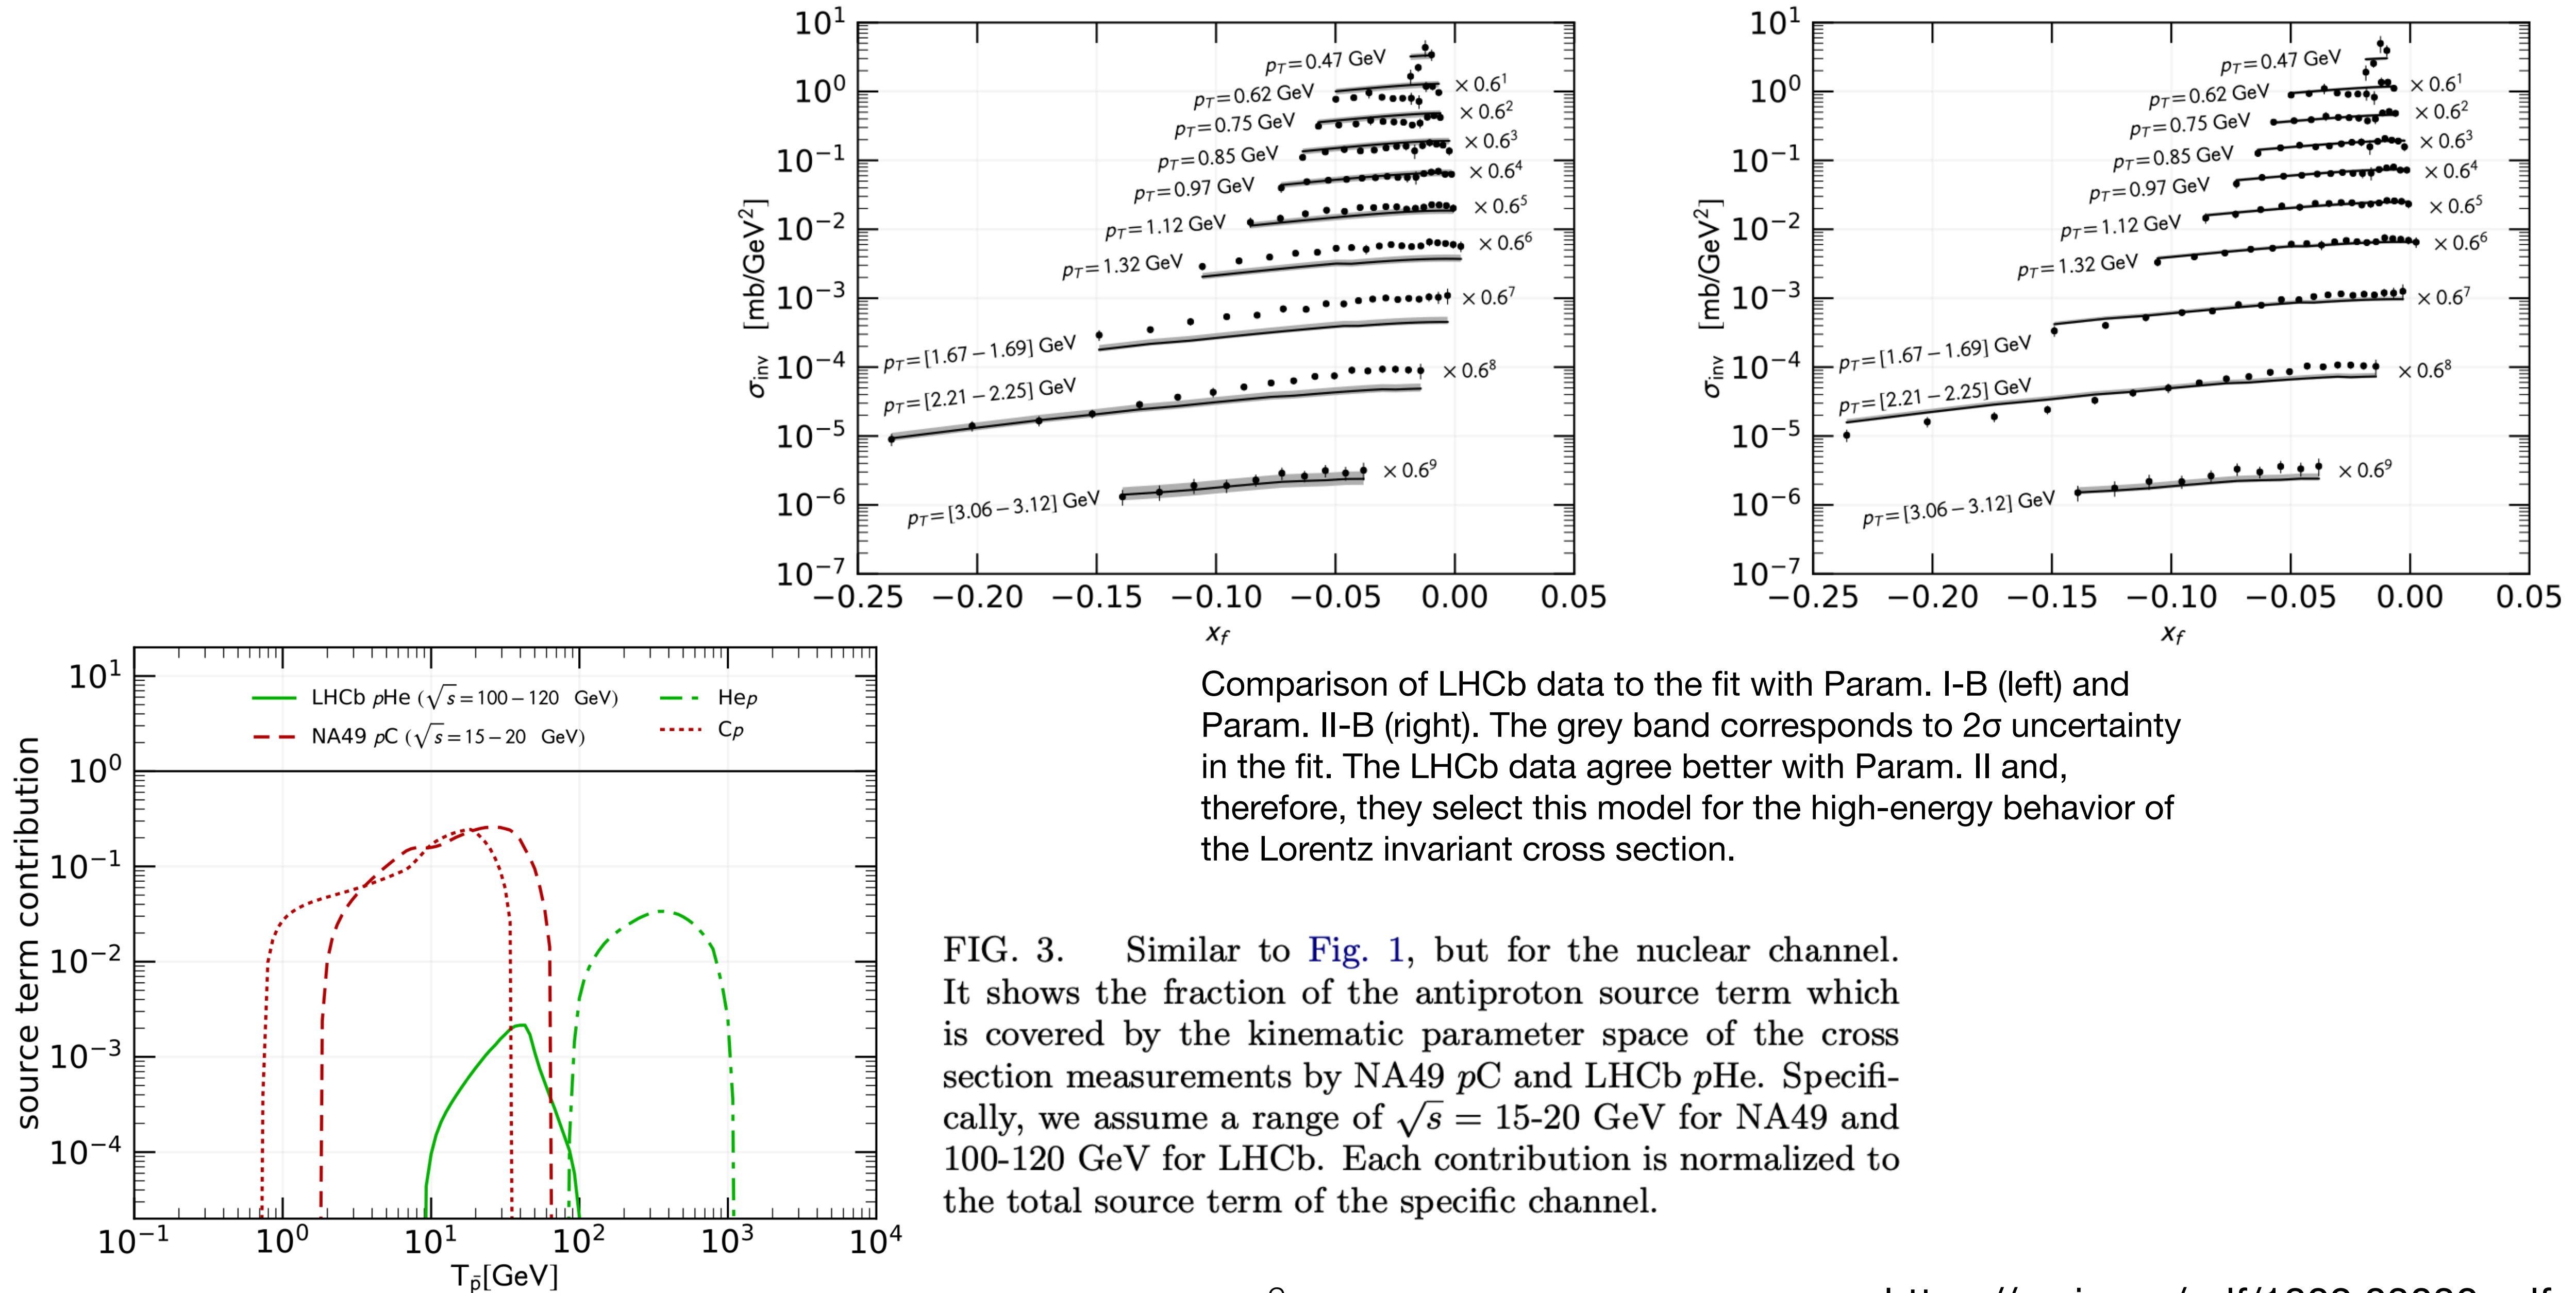 10¹
10⁰
10⁻¹
10⁻²
10⁻³
10⁻⁴
10⁻⁵
10⁻⁶
10⁻⁷
σ_inv [mb/GeV²]
p_T = 0.47 GeV
p_T = 0.62 GeV
× 0.6¹
p_T = 0.75 GeV
× 0.6²
p_T = 0.85 GeV
× 0.6³
p_T = 0.97 GeV
× 0.6⁴
p_T = 1.12 GeV
× 0.6⁵
p_T = 1.32 GeV
× 0.6⁶
p_T = [1.67 − 1.69] GeV
× 0.6⁷
p_T = [2.21 − 2.25] GeV
× 0.6⁸
p_T = [3.06 − 3.12] GeV
× 0.6⁹
−0.25 −0.20 −0.15 −0.10 −0.05 0.00 0.05
x_f
10¹
10⁰
10⁻¹
10⁻²
10⁻³
10⁻⁴
10⁻⁵
10⁻⁶
10⁻⁷
σ_inv [mb/GeV²]
p_T = 0.47 GeV
p_T = 0.62 GeV
× 0.6¹
p_T = 0.75 GeV
× 0.6²
p_T = 0.85 GeV
× 0.6³
p_T = 0.97 GeV
× 0.6⁴
p_T = 1.12 GeV
× 0.6⁵
p_T = 1.32 GeV
× 0.6⁶
p_T = [1.67 − 1.69] GeV
× 0.6⁷
p_T = [2.21 − 2.25] GeV
× 0.6⁸
p_T = [3.06 − 3.12] GeV
× 0.6⁹
−0.25 −0.20 −0.15 −0.10 −0.05 0.00 0.05
x_f
10¹
10⁰
10⁻¹
10⁻²
10⁻³
10⁻⁴
source term contribution
LHCb pHe (√s = 100 − 120 GeV)
NA49 pC (√s = 15 − 20 GeV)
Hep
Cp
10⁻¹ 10⁰ 10¹ 10² 10³ 10⁴
T_p̄[GeV]
Comparison of LHCb data to the fit with Param. I-B (left) and
Param. II-B (right). The grey band corresponds to 2σ uncertainty
in the fit. The LHCb data agree better with Param. II and,
therefore, they select this model for the high-energy behavior of
the Lorentz invariant cross section.
FIG. 3. Similar to Fig. 1, but for the nuclear channel.
It shows the fraction of the antiproton source term which
is covered by the kinematic parameter space of the cross
section measurements by NA49 pC and LHCb pHe. Specifi-
cally, we assume a range of √s = 15-20 GeV for NA49 and
100-120 GeV for LHCb. Each contribution is normalized to
the total source term of the specific channel.